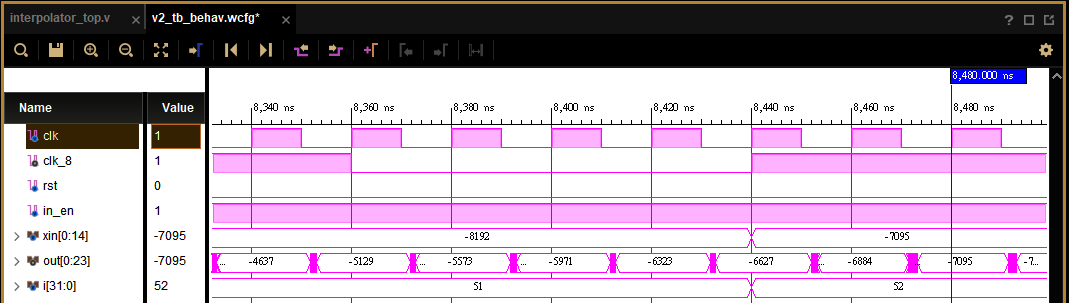 interpolator_top.v × v2_tb_behav.wcfg* × ?
8,480.000 ns
Name Value 8,340 ns 8,360 ns 8,380 ns 8,400 ns 8,420 ns 8,440 ns 8,460 ns 8,480 ns
clk 1
clk_8 1
rst 0
in_en 1
xin[0:14] -7095 -8192 -7095
out[0:23] -7095 ... -4637 ... -5129 ... -5573 ... -5971 -6323 -6627 ... -6884 -7095 -7...
i[31:0] 52 51 52